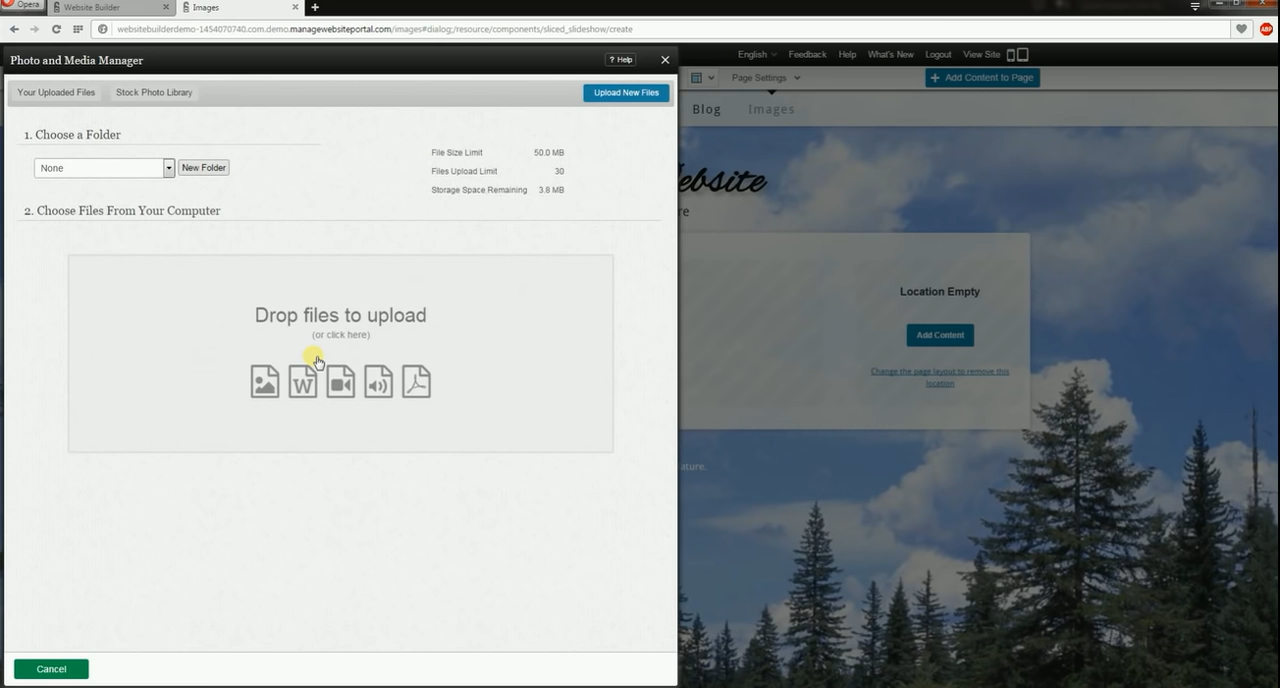 Opera
Website Builder
Images
websitebuilderdemo-1454070740.com.demo.managewebsiteportal.com/images#dialog;/resource/components/sliced_slideshow/create
ABP
Photo and Media Manager
? Help
English
Feedback
Help
What's New
Logout
View Site
Your Uploaded Files
Stock Photo Library
Upload New Files
Page Settings
Add Content to Page
Blog
Images
1. Choose a Folder
None
New Folder
File Size Limit 50.0 MB
Files Upload Limit 30
Storage Space Remaining 3.8 MB
ebsite
re
2. Choose Files From Your Computer
Drop files to upload
(or click here)
W
Location Empty
Add Content
Change the page layout to remove this
location
ature.
Cancel